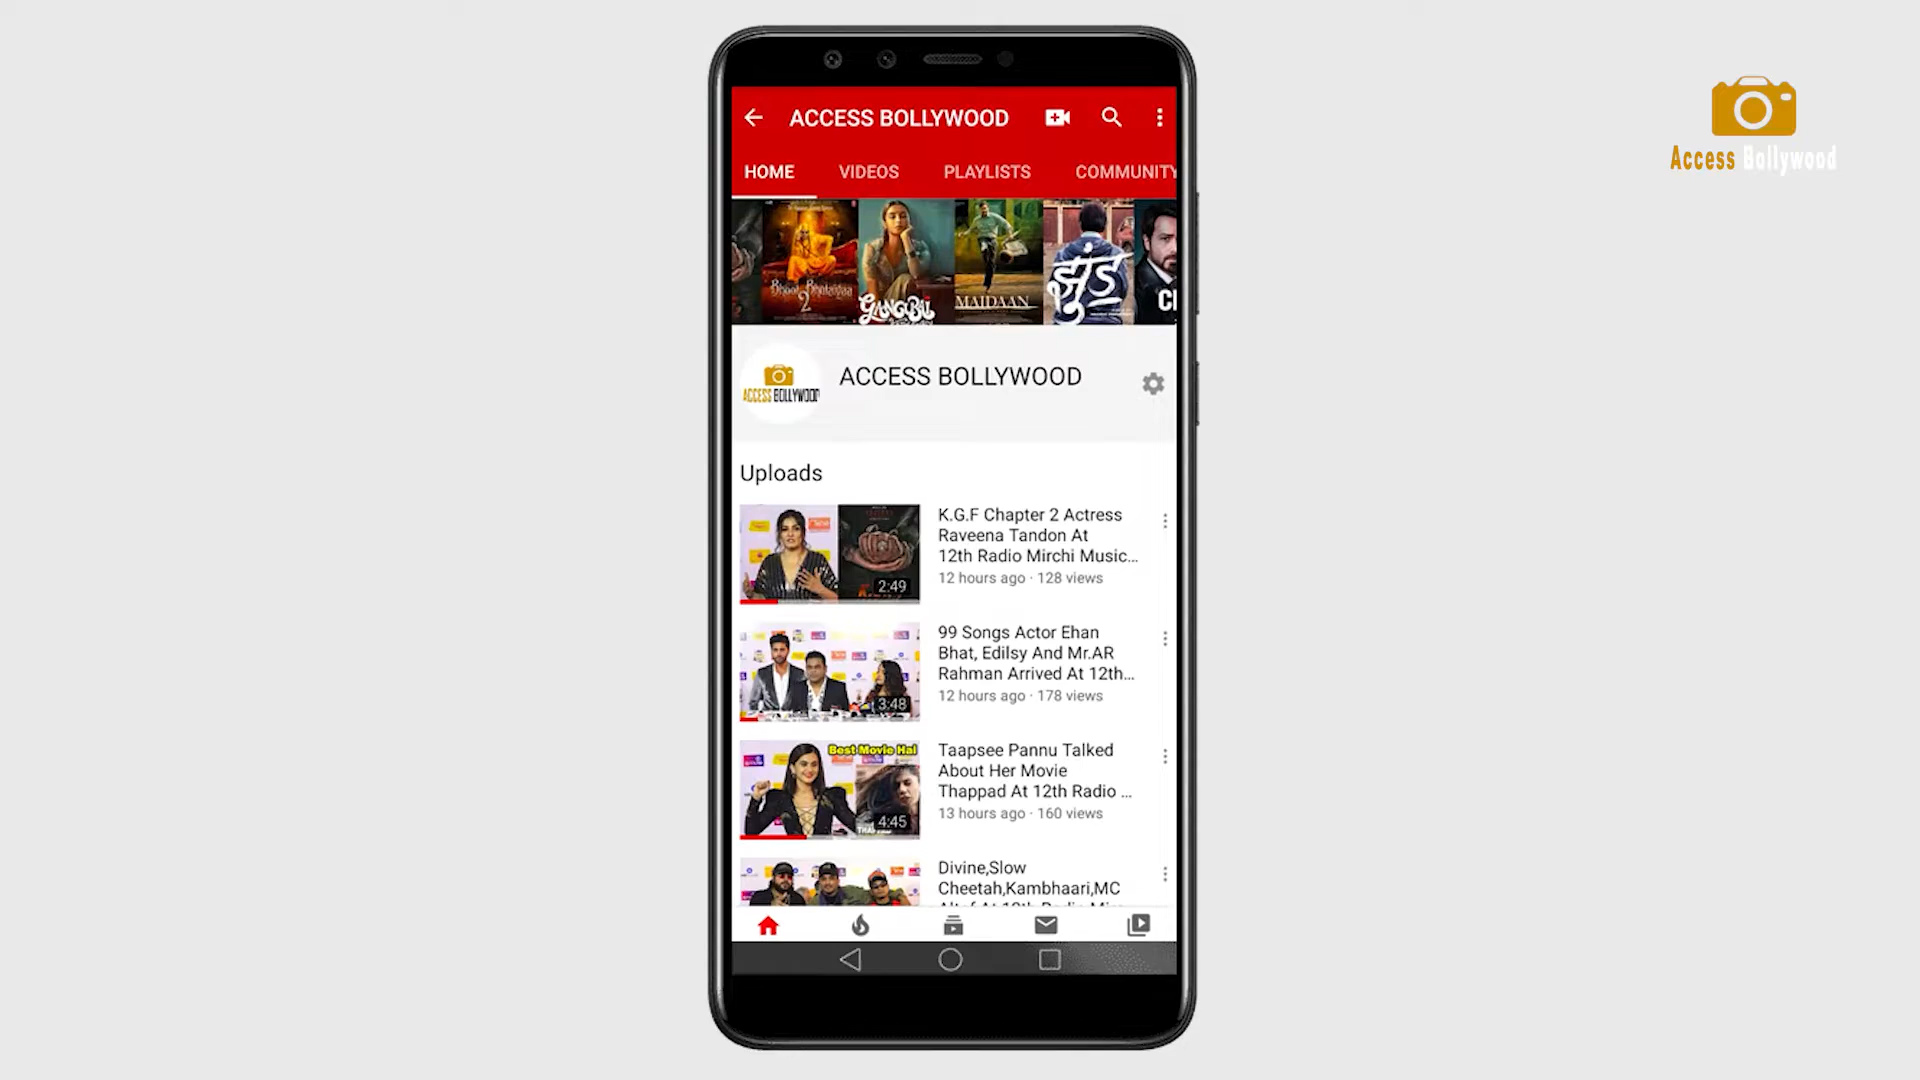 ACCESS BOLLYWOOD
HOME VIDEOS PLAYLISTS COMMUNITY
Bhool Bhulaiyaa
2
GANGUBAI
MAIDAAN
झुंड
ACCESS BOLLYWOOD
ACCESS BOLLYWOOD
Uploads
K.G.F Chapter 2 Actress
Raveena Tandon At
12th Radio Mirchi Music...
12 hours ago · 128 views
2:49
99 Songs Actor Ehan
Bhat, Edilsy And Mr.AR
Rahman Arrived At 12th...
12 hours ago · 178 views
3:48
Best Movie Hai
Taapsee Pannu Talked
About Her Movie
Thappad At 12th Radio ...
13 hours ago · 160 views
4:45
Divine,Slow
Cheetah,Kambhaari,MC
Access Bollywood